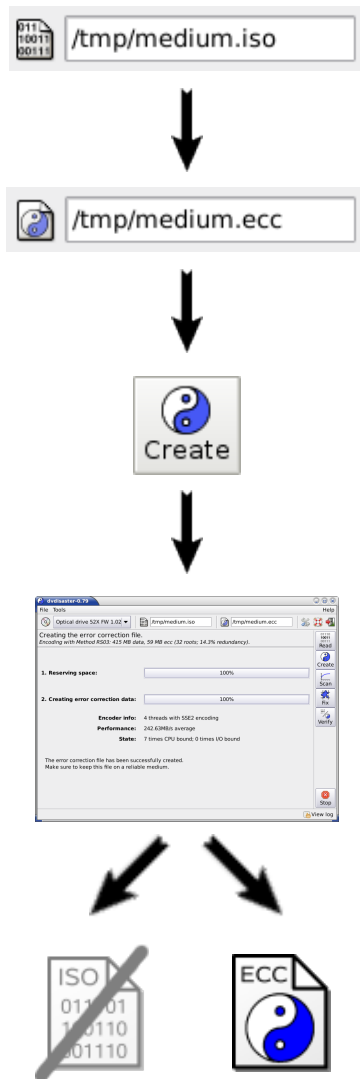 011
10011
00111
/tmp/medium.iso
/tmp/medium.ecc
Create
dvdisaster-0.79
File Tools Help
Optical drive 52X FW 1.02 /tmp/medium.iso /tmp/medium.ecc
Creating the error correction file.
Encoding with Method RS03: 415 MB data, 59 MB ecc (32 roots; 14.3% redundancy).
Read
Create
Scan
Fix
Verify
1. Reserving space: 100%
2. Creating error correction data: 100%
Encoder info: 4 threads with SSE2 encoding
Performance: 242.63MB/s average
State: 7 times CPU bound; 0 times I/O bound
The error correction file has been successfully created.
Make sure to keep this file on a reliable medium.
Stop
View log
ISO
ECC